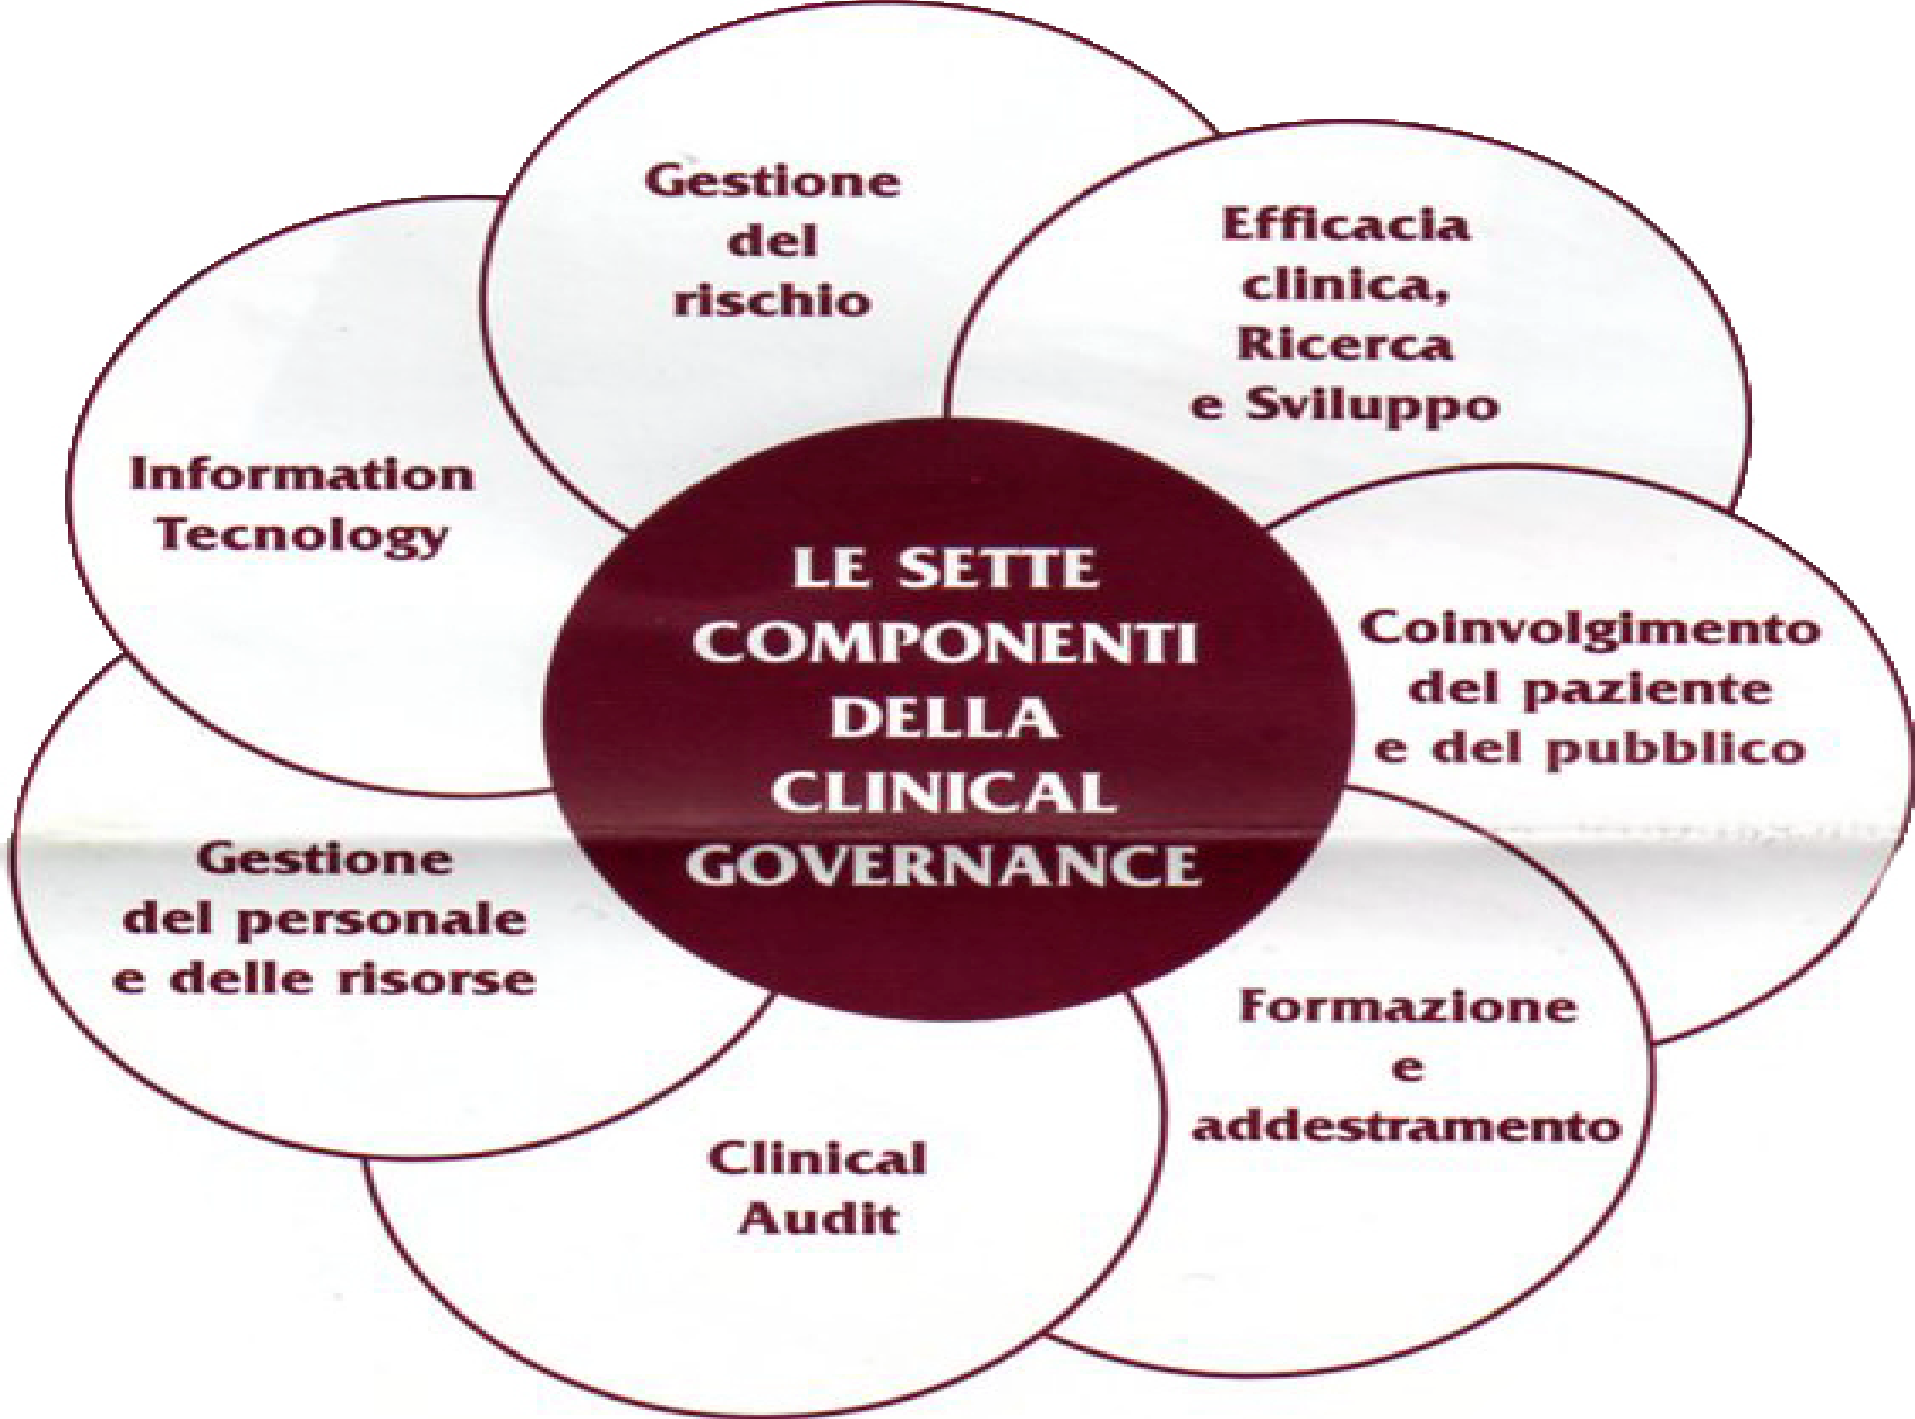 Gestione
del
rischio
Efficacia
clinica,
Ricerca
e Sviluppo
Information
Tecnology
LE SETTE
COMPONENTI
DELLA
CLINICAL
GOVERNANCE
Coinvolgimento
del paziente
e del pubblico
Gestione
del personale
e delle risorse
Formazione
e
addestramento
Clinical
Audit